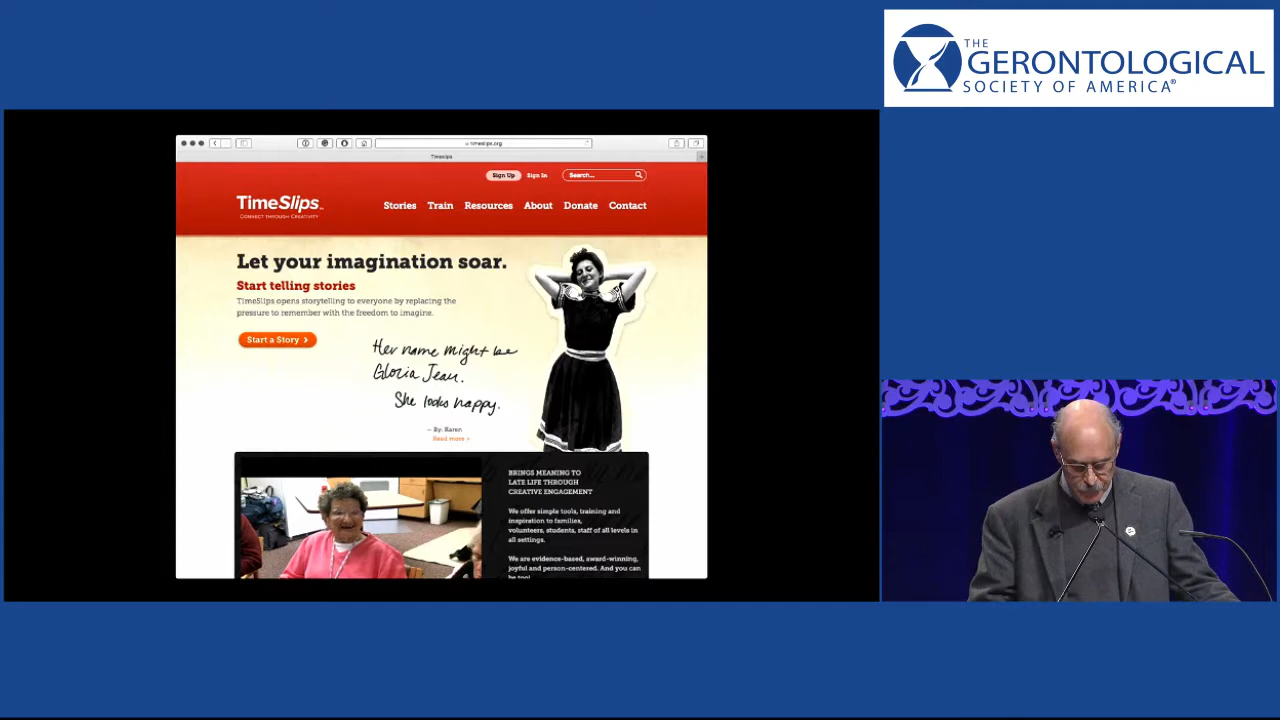 THE
GERONTOLOGICAL
SOCIETY OF AMERICA®
timeslips.org
Timeslips
Sign Up
Sign In
Search...
TimeSlips
CONNECT THROUGH CREATIVITY
Stories Train Resources About Donate Contact
Let your imagination soar.
Start telling stories
TimeSlips opens storytelling to everyone by replacing the
pressure to remember with the freedom to imagine.
Start a Story >
Her name might be
Gloria Jean.
She looks happy.
— By: Karen
Read more »
BRINGS MEANING TO
LATE LIFE THROUGH
CREATIVE ENGAGEMENT
We offer simple tools, training and
inspiration to families,
volunteers, students, staff of all levels in
all settings.
We are evidence-based, award-winning,
joyful and person-centered. And you can
be too!